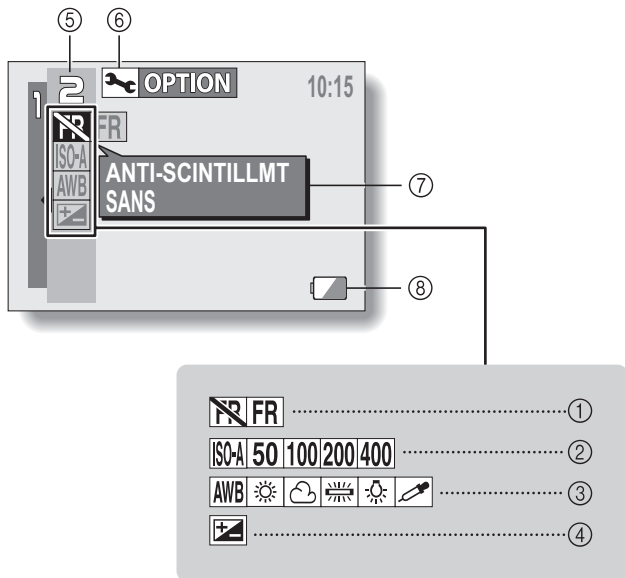 ⑤ ⑥
1 2 OPTION 10:15
FR FR
ISO-A
AWB
ANTI-SCINTILLMT
SANS
⑦
⑧
FR FR ①
ISO-A 50 100 200 400 ②
AWB ③
④